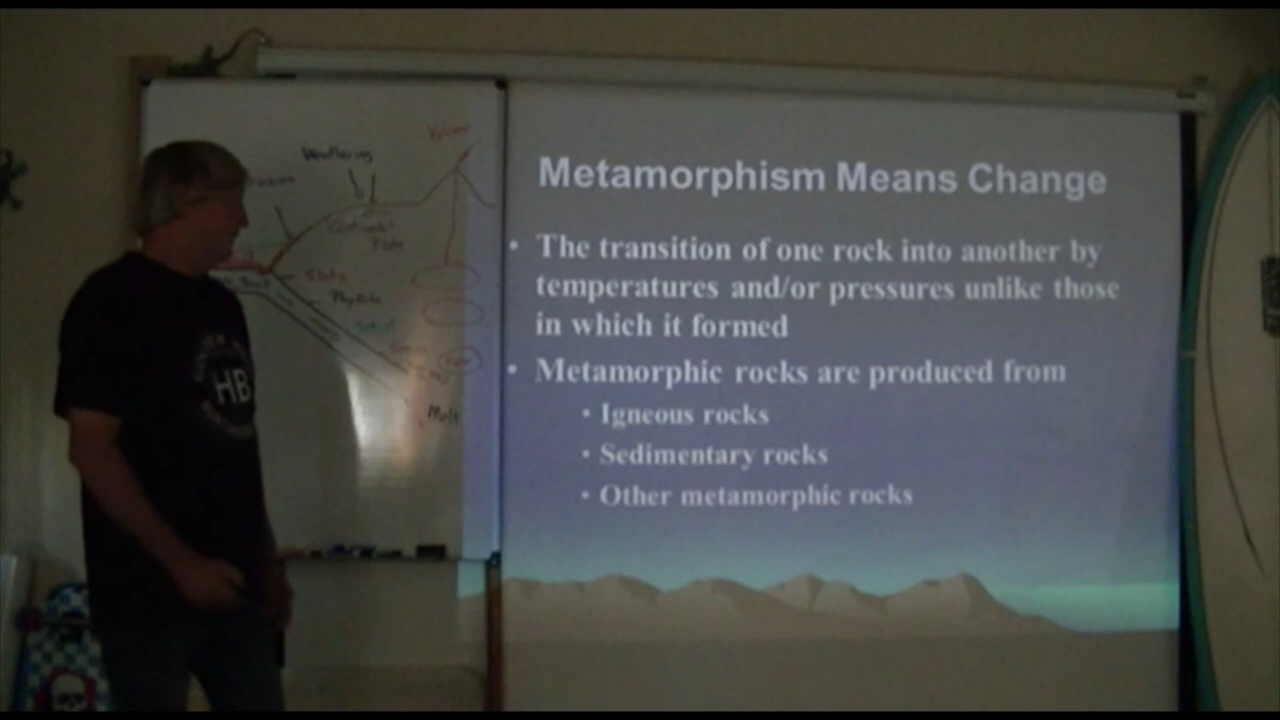 Weathering
Metamorphism Means Change
• The transition of one rock into another by
temperatures and/or pressures unlike those
in which it formed
• Metamorphic rocks are produced from
• Igneous rocks
• Sedimentary rocks
• Other metamorphic rocks
Slate
Phyllite
Melt
HB